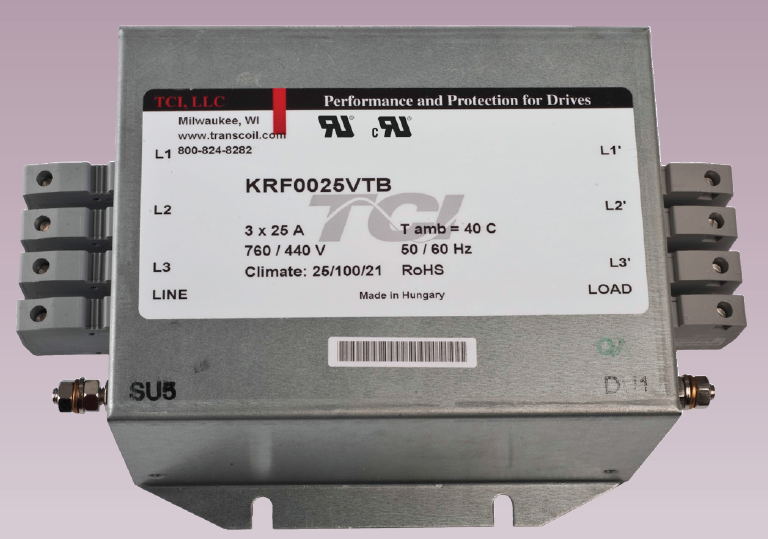 TCI, LLC Performance and Protection for Drives
Milwaukee, WI
www.transcoil.com
800-824-8282
L1 L1'
KRF0025VTB
TCI
L2 L2'
3 x 25 A T amb = 40 C
760 / 440 V 50 / 60 Hz
Climate: 25/100/21 RoHS
L3 L3'
LINE Made in Hungary LOAD
SU5